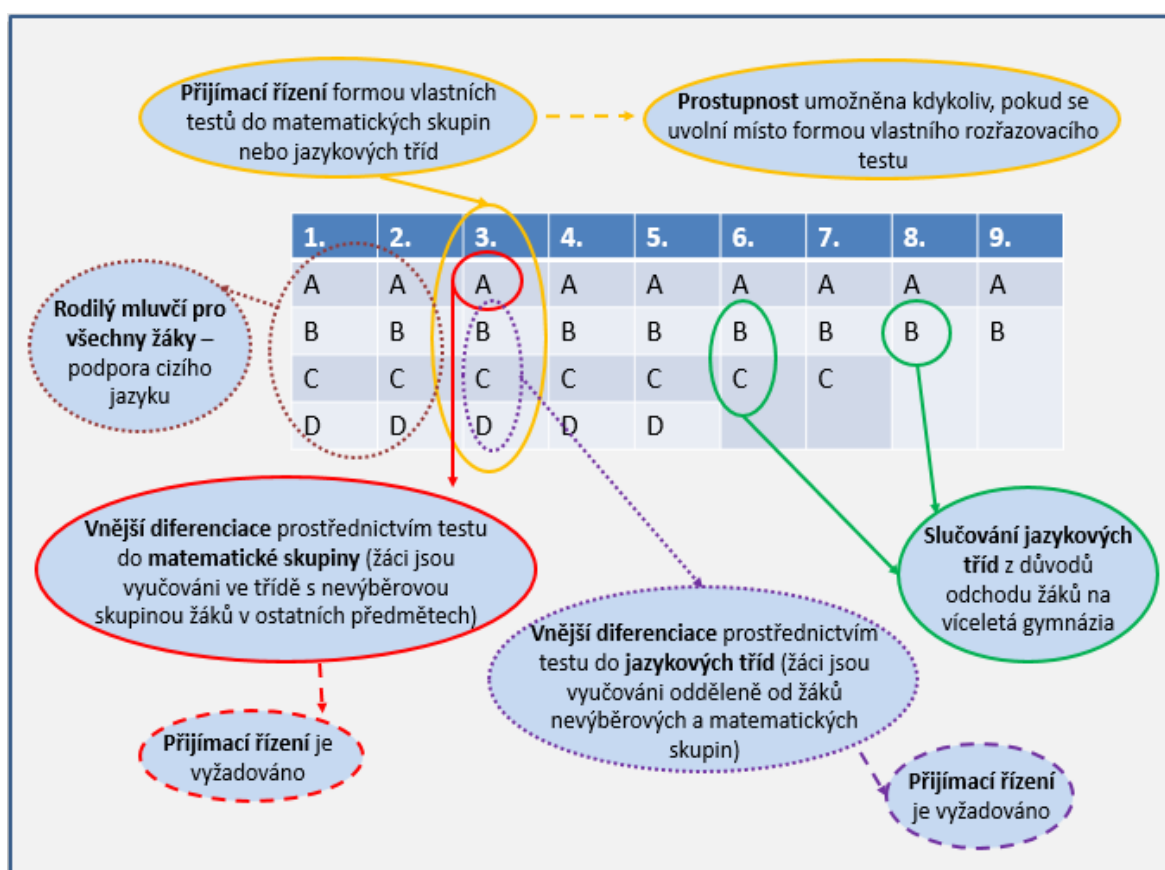 Přijímací řízení formou vlastních
testů do matematických skupin
nebo jazykových tříd
Prostupnost umožněna kdykoliv, pokud se
uvolní místo formou vlastního rozřazovacího
testu
1. 2. 3. 4. 5. 6. 7. 8. 9.
A A A A A A A A A
B B B B B B B B B
C C C C C C C
D D D D D
Rodilý mluvčí pro
všechny žáky –
podpora cizího
jazyku
Vnější diferenciace prostřednictvím testu
do matematické skupiny (žáci jsou
vyučováni ve třídě s nevýběrovou
skupinou žáků v ostatních předmětech)
Slučování jazykových
tříd z důvodů
odchodu žáků na
víceletá gymnázia
Vnější diferenciace prostřednictvím
testu do jazykových tříd (žáci jsou
vyučováni odděleně od žáků
nevýběrových a matematických
skupin)
Přijímací řízení je
vyžadováno
Přijímací řízení
je vyžadováno